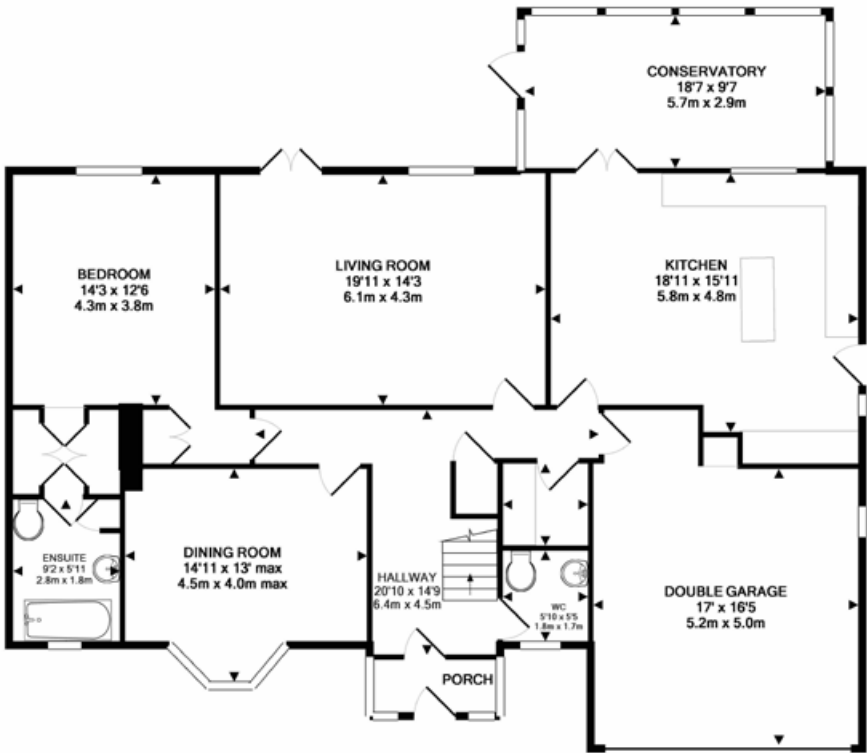 CONSERVATORY
18'7 x 9'7
5.7m x 2.9m
BEDROOM
14'3 x 12'6
4.3m x 3.8m
LIVING ROOM
19'11 x 14'3
6.1m x 4.3m
KITCHEN
18'11 x 15'11
5.8m x 4.8m
ENSUITE
9'2 x 5'11
2.8m x 1.8m
DINING ROOM
14'11 x 13' max
4.5m x 4.0m max
HALLWAY
20'10 x 14'9
6.4m x 4.5m
WC
5'10 x 5'5
1.8m x 1.7m
DOUBLE GARAGE
17' x 16'5
5.2m x 5.0m
PORCH